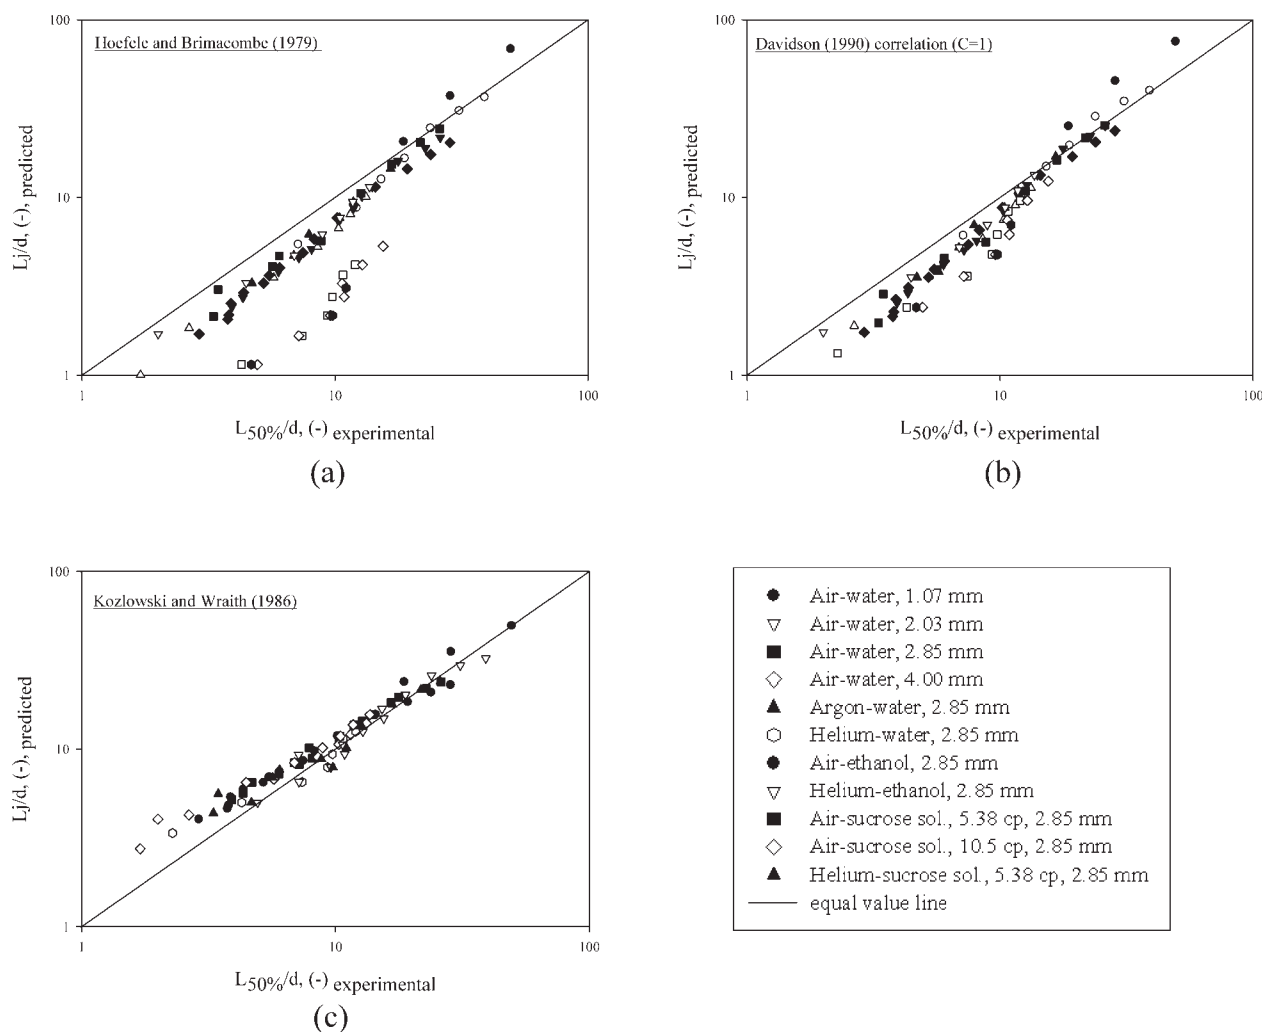 100
Hoefele and Brimacombe (1979)
Lj/d, (-), predicted
10
1
1
10
100
L50%/d, (-) experimental
(a)
100
Davidson (1990) correlation (C=1)
Lj/d, (-), predicted
10
1
1
10
100
L50%/d, (-) experimental
(b)
100
Kozlowski and Wraith (1986)
Lj/d, (-), predicted
10
1
1
10
100
L50%/d, (-) experimental
(c)
Air-water, 1.07 mm
Air-water, 2.03 mm
Air-water, 2.85 mm
Air-water, 4.00 mm
Argon-water, 2.85 mm
Helium-water, 2.85 mm
Air-ethanol, 2.85 mm
Helium-ethanol, 2.85 mm
Air-sucrose sol., 5.38 cp, 2.85 mm
Air-sucrose sol., 10.5 cp, 2.85 mm
Helium-sucrose sol., 5.38 cp, 2.85 mm
equal value line